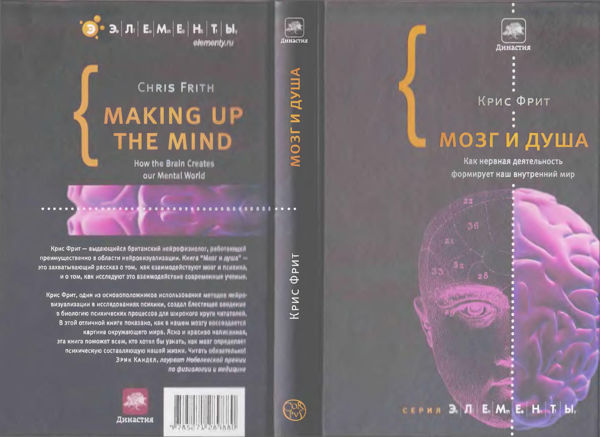 Э Л Е М Е Н Т Ы
elementy.ru
ДИНАСТИЯ
CHRIS FRITH
MAKING UP
THE MIND
How the Brain Creates
our Mental World
Крис Фрит — выдающийся британский нейрофизиолог, работающий
преимущественно в области нейровизуализации. Книга "Мозг и душа" —
это захватывающий рассказ о том, как взаимодействуют мозг и психика,
и о том, как исследуют это взаимодействие современные ученые.
Крис Фрит, один из основоположников использования методов нейро-
визуализации в исследованиях психики, создал блестящее введение
в биологию психических процессов для широкого круга читателей.
В этой отличной книге показано, как в нашем мозгу воссоздается
картина окружающего мира. Ясно и красиво написанная,
эта книга поможет всем, кто хотел бы узнать, как мозг определяет
психическую составляющую нашей жизни. Читать обязательно!
ЭРИК КАНДЕЛ, лауреат Нобелевской премии
по физиологии и медицине
ДИНАСТИЯ
МОЗГ И ДУША
КРИС ФРИТ
ДИНАСТИЯ
КРИС ФРИТ
МОЗГ И ДУША
Как нервная деятельность
формирует наш внутренний мир
22
36
35
33
28
СЕРИЯ Э Л Е М Е Н Т Ы